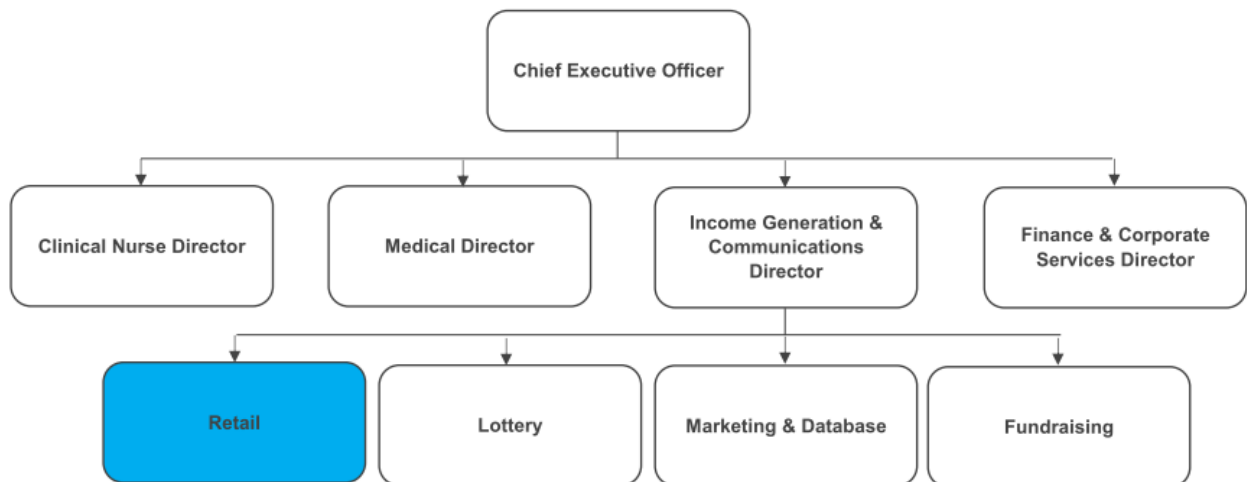 Chief Executive Officer
Clinical Nurse Director
Medical Director
Income Generation &
Communications
Director
Finance & Corporate
Services Director
Retail
Lottery
Marketing & Database
Fundraising